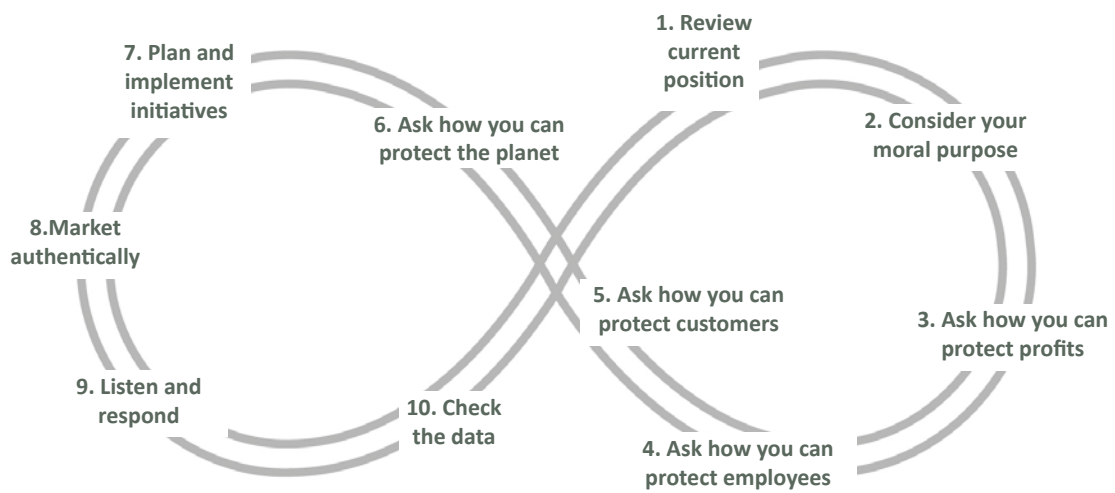 1. Review
current
position
2. Consider your
moral purpose
3. Ask how you can
protect profits
4. Ask how you can
protect employees
5. Ask how you can
protect customers
6. Ask how you can
protect the planet
7. Plan and
implement
initiatives
8.Market
authentically
9. Listen and
respond
10. Check
the data